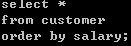 select *
from customer
order by salary;